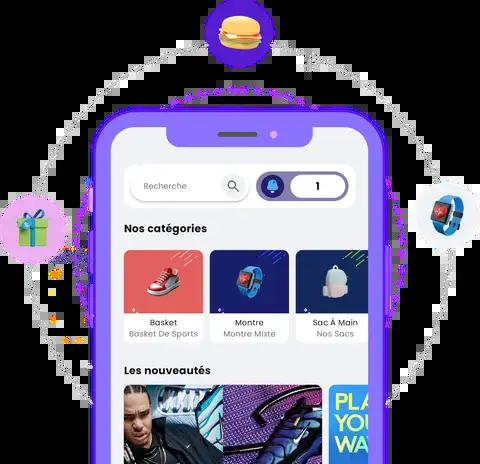 Recherche
1
Nos catégories
Basket
Basket De Sports
Montre
Montre Mixte
Sac À Main
Nos Sacs
Les nouveautés
PLA
YOU
WAY